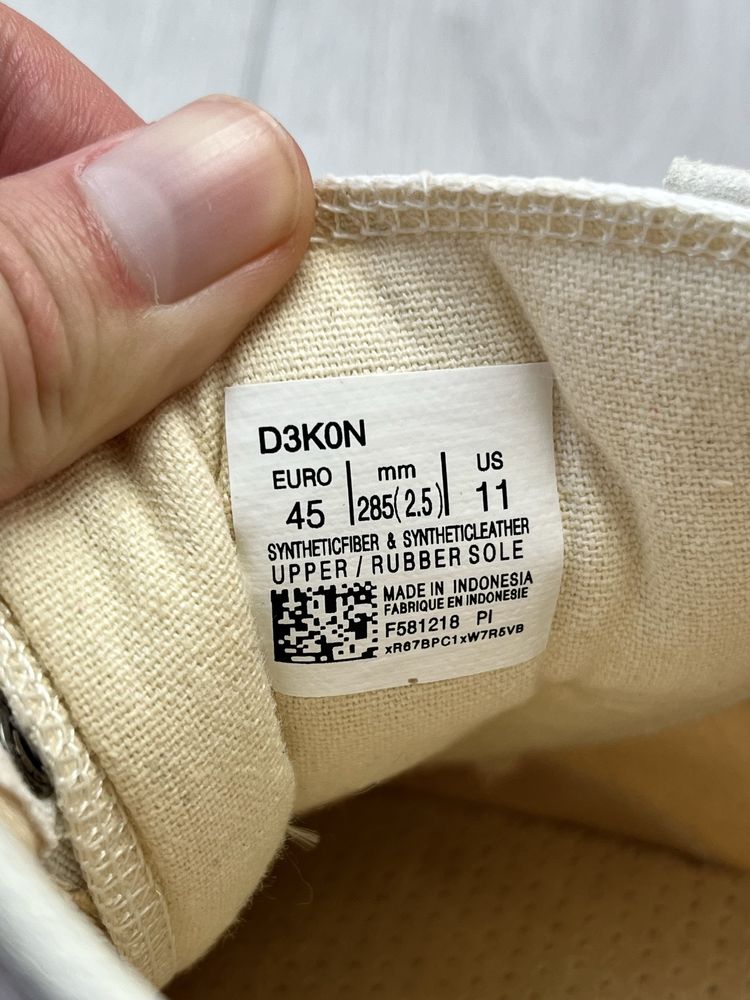 D3K0N
EURO mm US
45 285(2.5) 11
SYNTHETICFIBER & SYNTHETICLEATHER
UPPER / RUBBER SOLE
MADE IN INDONESIA
FABRIQUE EN INDONESIE
F581218 PI
xR67BPC1xW7R5VB